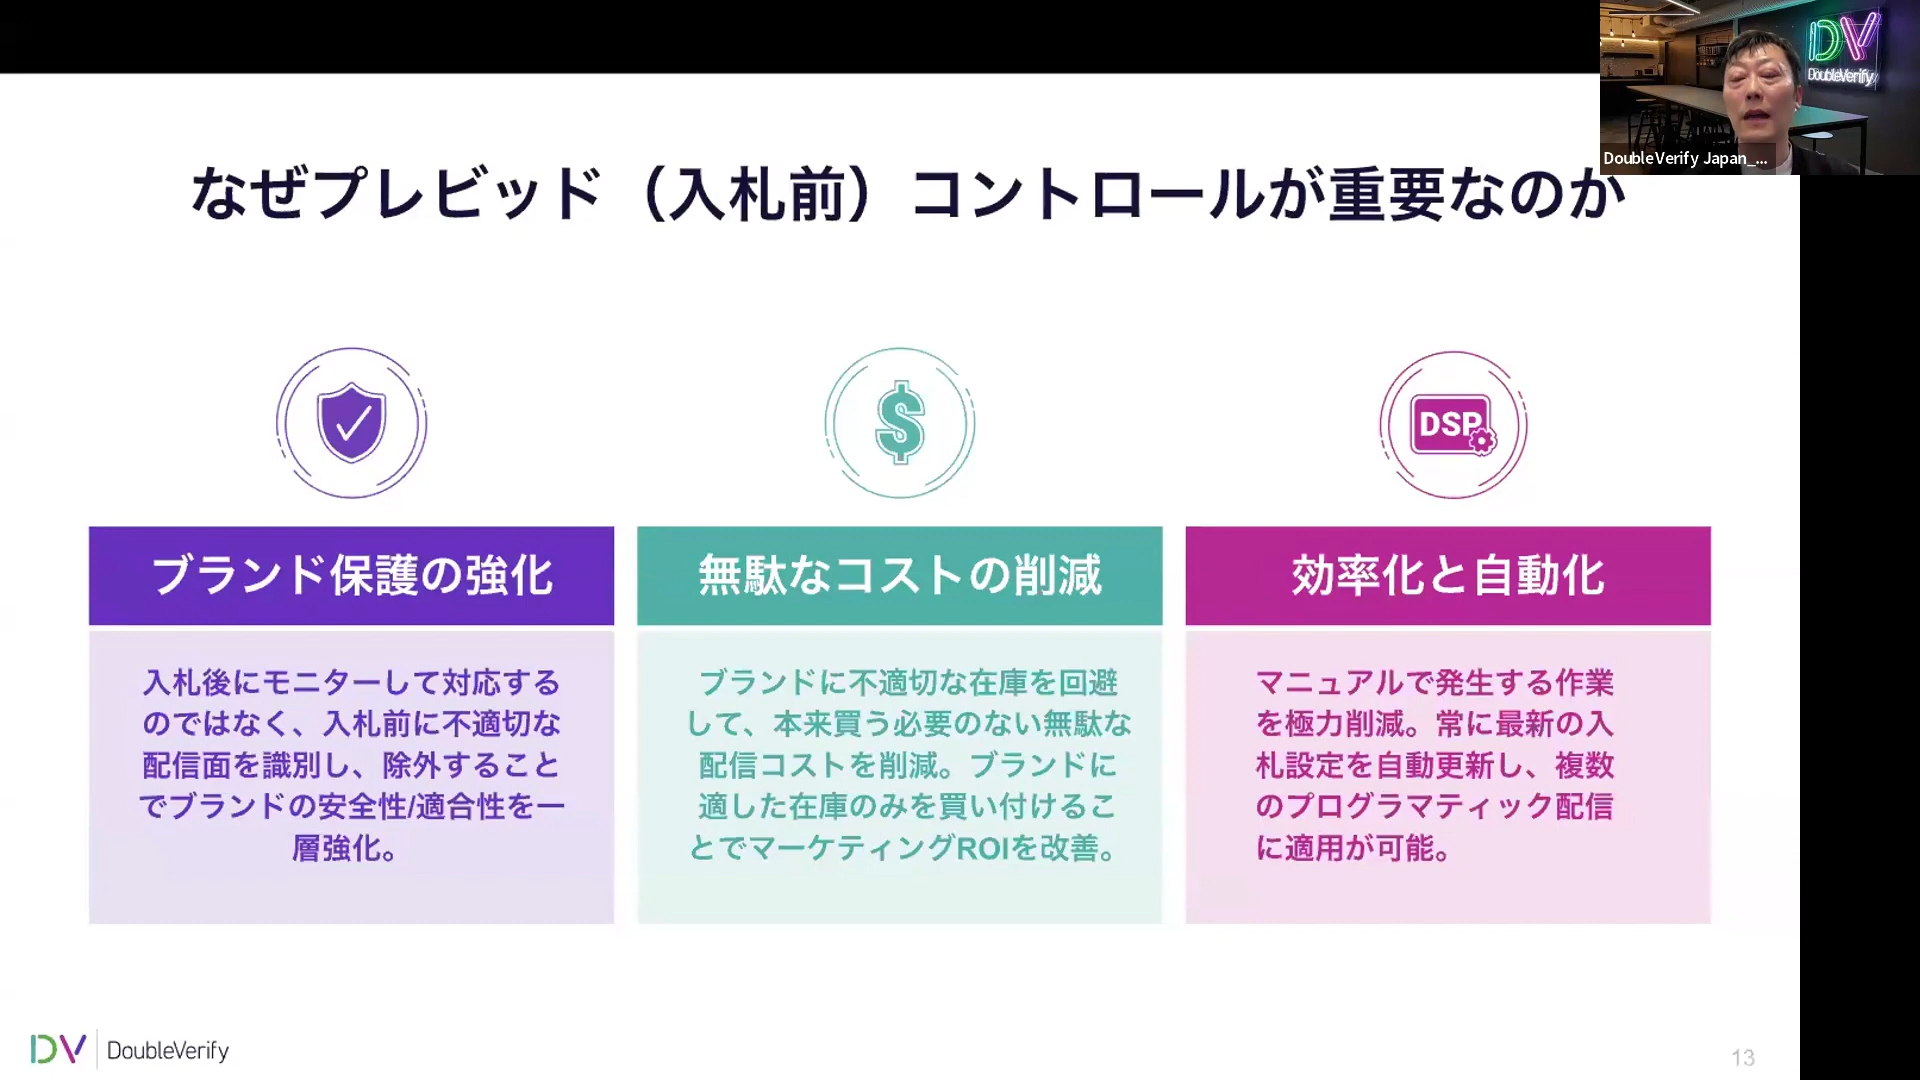 DV
DoubleVerify
DoubleVerify Japan_...
なぜプレビッド（入札前）コントロールが重要なのか
$
DSP
ブランド保護の強化
入札後にモニターして対応する
のではなく、入札前に不適切な
配信面を識別し、除外すること
でブランドの安全性/適合性を一
層強化。
無駄なコストの削減
ブランドに不適切な在庫を回避
して、本来買う必要のない無駄な
配信コストを削減。ブランドに
適した在庫のみを買い付けるこ
とでマーケティングROIを改善。
効率化と自動化
マニュアルで発生する作業
を極力削減。常に最新の入
札設定を自動更新し、複数
のプログラマティック配信
に適用が可能。
DV DoubleVerify
13